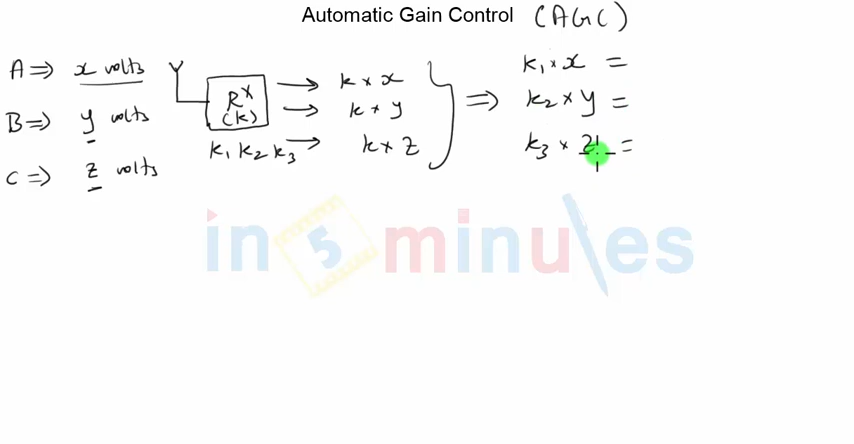 Automatic Gain Control (AGC)
A ⇒ x volts
B ⇒ y volts
C ⇒ z volts
Rx
(k)
k₁ k₂ k₃
→ k × x
→ k × y
→ k × z
⇒
k₁ × x =
k₂ × y =
k₃ × z =
in 5 minutes